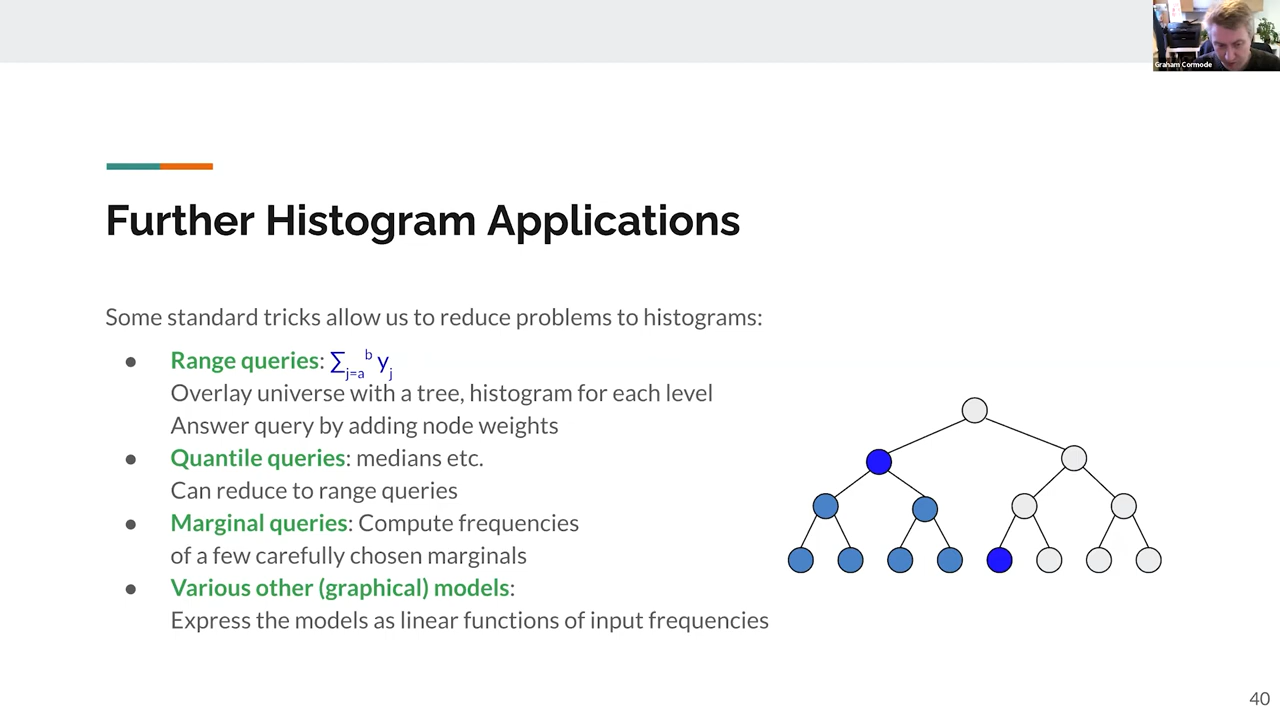 Graham Cormode
Further Histogram Applications
Some standard tricks allow us to reduce problems to histograms:
● Range queries: ∑j=a^b yj
Overlay universe with a tree, histogram for each level
Answer query by adding node weights
● Quantile queries: medians etc.
Can reduce to range queries
● Marginal queries: Compute frequencies
of a few carefully chosen marginals
● Various other (graphical) models:
Express the models as linear functions of input frequencies
40